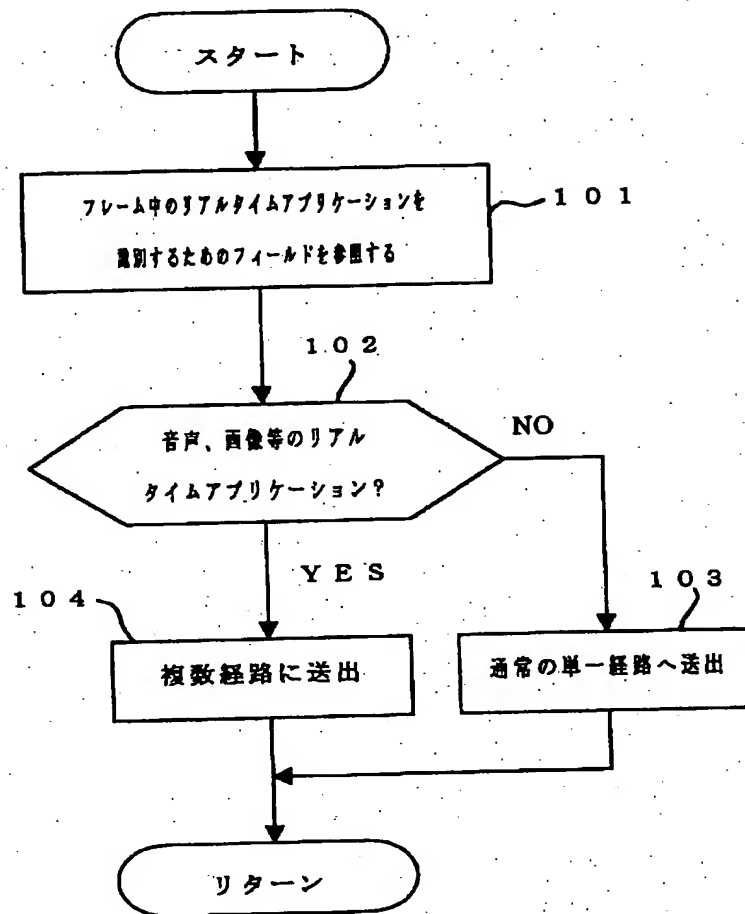 スタート
フレーム中のリアルタイムアプリケーションを
識別するためのフィールドを参照する
101
102
音声、画像等のリアル
タイムアプリケーション?
NO
YES
104
103
複数経路に送出
通常の単一経路へ送出
リターン